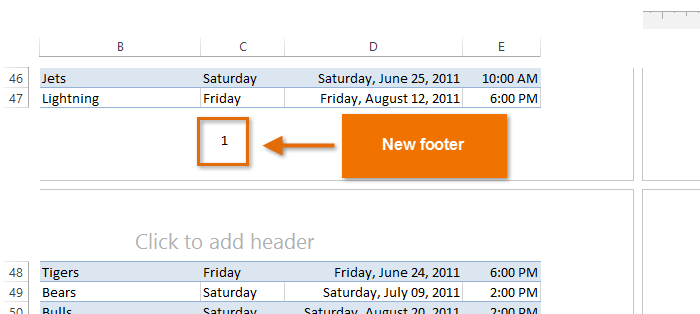 B C D E
46 Jets Saturday Saturday, June 25, 2011 10:00 AM
47 Lightning Friday Friday, August 12, 2011 6:00 PM
1 New footer
Click to add header
48 Tigers Friday Friday, June 24, 2011 6:00 PM
49 Bears Saturday Saturday, July 09, 2011 2:00 PM
50 Bulls Saturday Saturday, August 20, 2011 2:00 PM